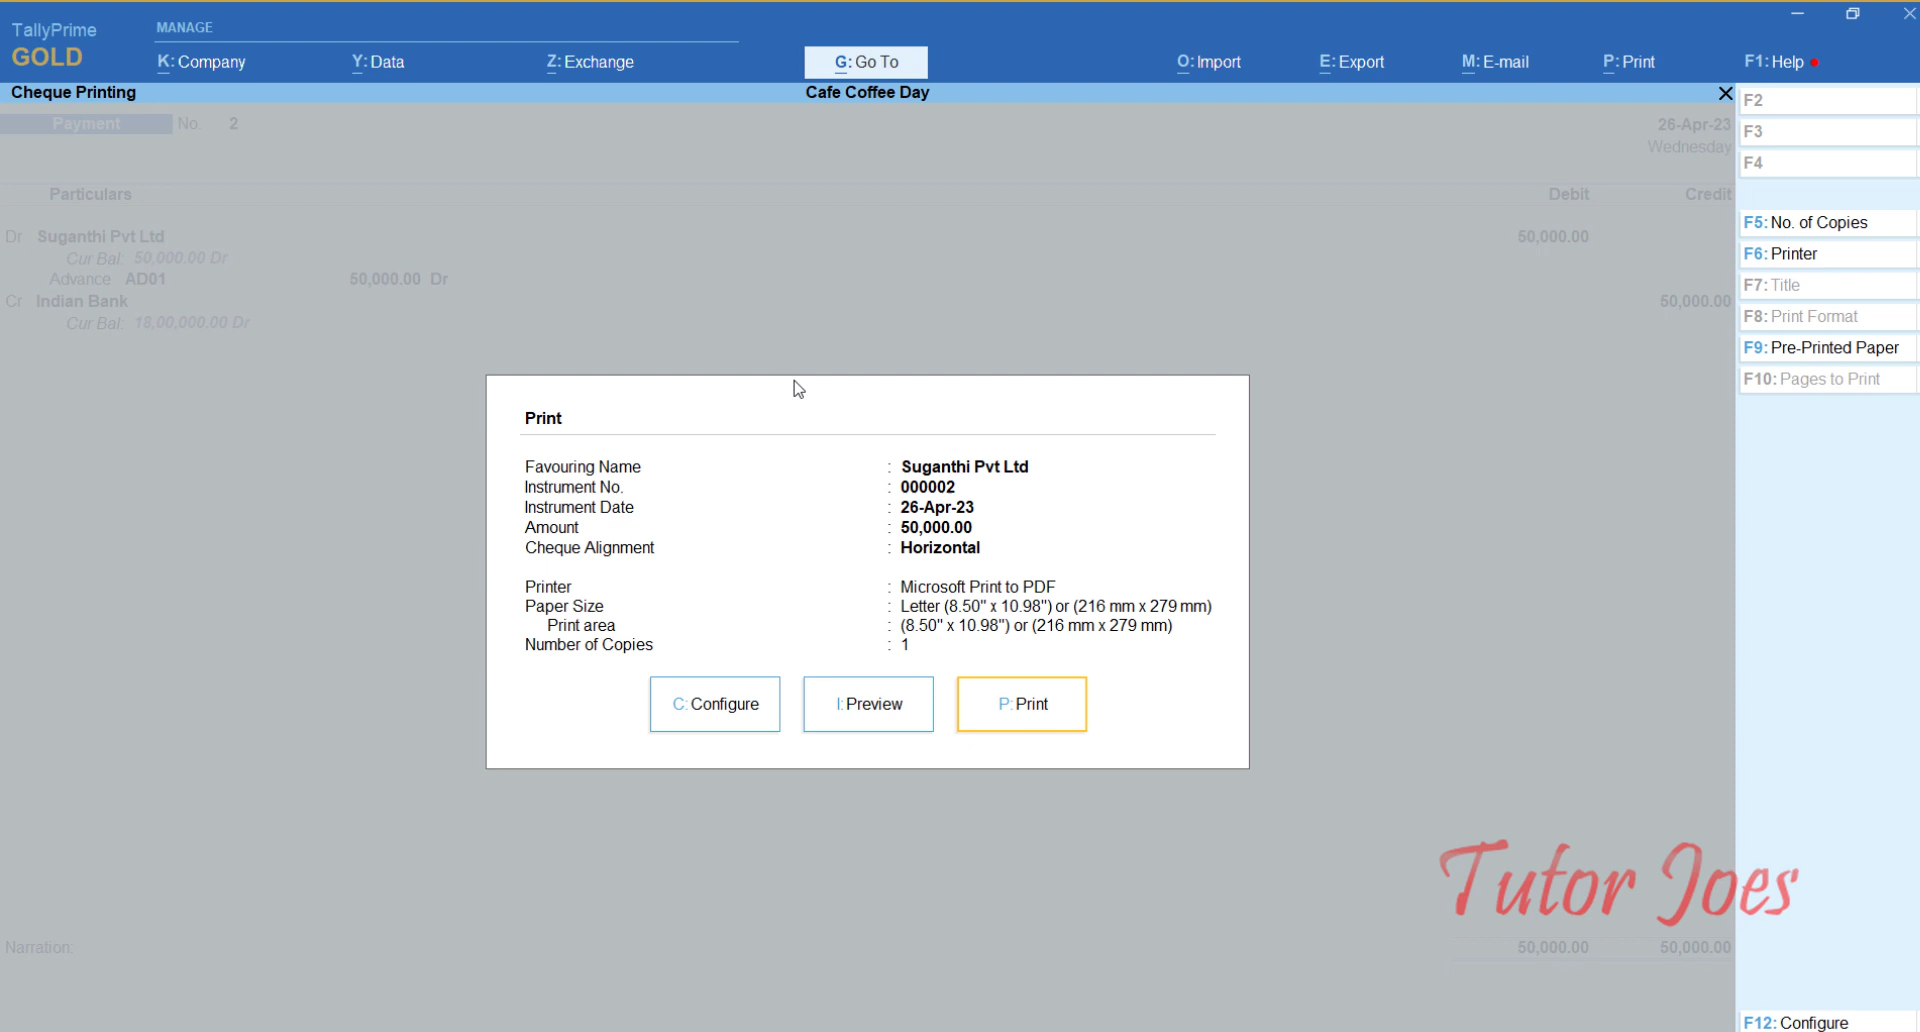 TallyPrime
GOLD
MANAGE
K: Company
Y: Data
Z: Exchange
G: Go To
O: Import
E: Export
M: E-mail
P: Print
F1: Help
Cheque Printing
Cafe Coffee Day
Payment No. 2
26-Apr-23
Wednesday
Particulars Debit Credit
Dr Suganthi Pvt Ltd 50,000.00
Cur Bal: 50,000.00 Dr
Advance AD01 50,000.00 Dr
Cr Indian Bank 50,000.00
Cur Bal: 18,00,000.00 Dr
Print
Favouring Name : Suganthi Pvt Ltd
Instrument No. : 000002
Instrument Date : 26-Apr-23
Amount : 50,000.00
Cheque Alignment : Horizontal
Printer : Microsoft Print to PDF
Paper Size : Letter (8.50" x 10.98") or (216 mm x 279 mm)
Print area : (8.50" x 10.98") or (216 mm x 279 mm)
Number of Copies : 1
C: Configure
I: Preview
P: Print
Tutor Joes
Narration: 50,000.00 50,000.00
F2
F3
F4
F5: No. of Copies
F6: Printer
F7: Title
F8: Print Format
F9: Pre-Printed Paper
F10: Pages to Print
F12: Configure